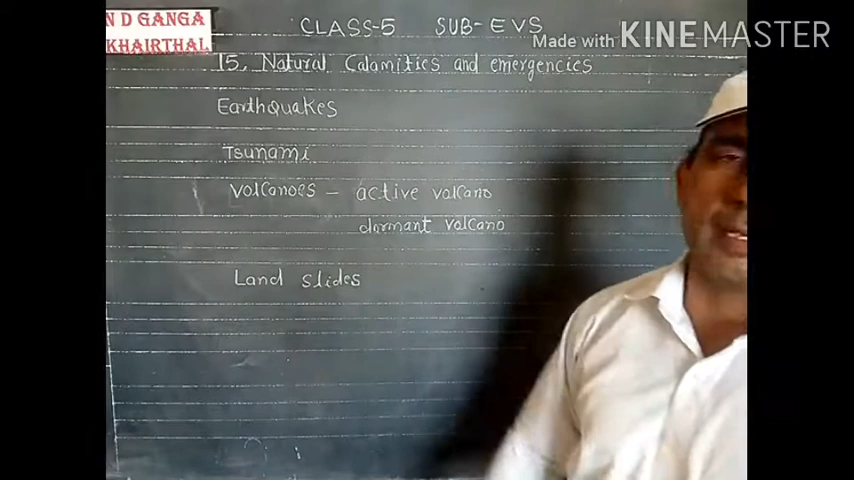 N D GANGA
KHAIRTHAL
CLASS-5 SUB-EVS
Made with KINEMASTER
15. Natural Calamities and emergencies
Earthquakes
Tsunami
Volcanoes - active volcano
dormant volcano
Land slides